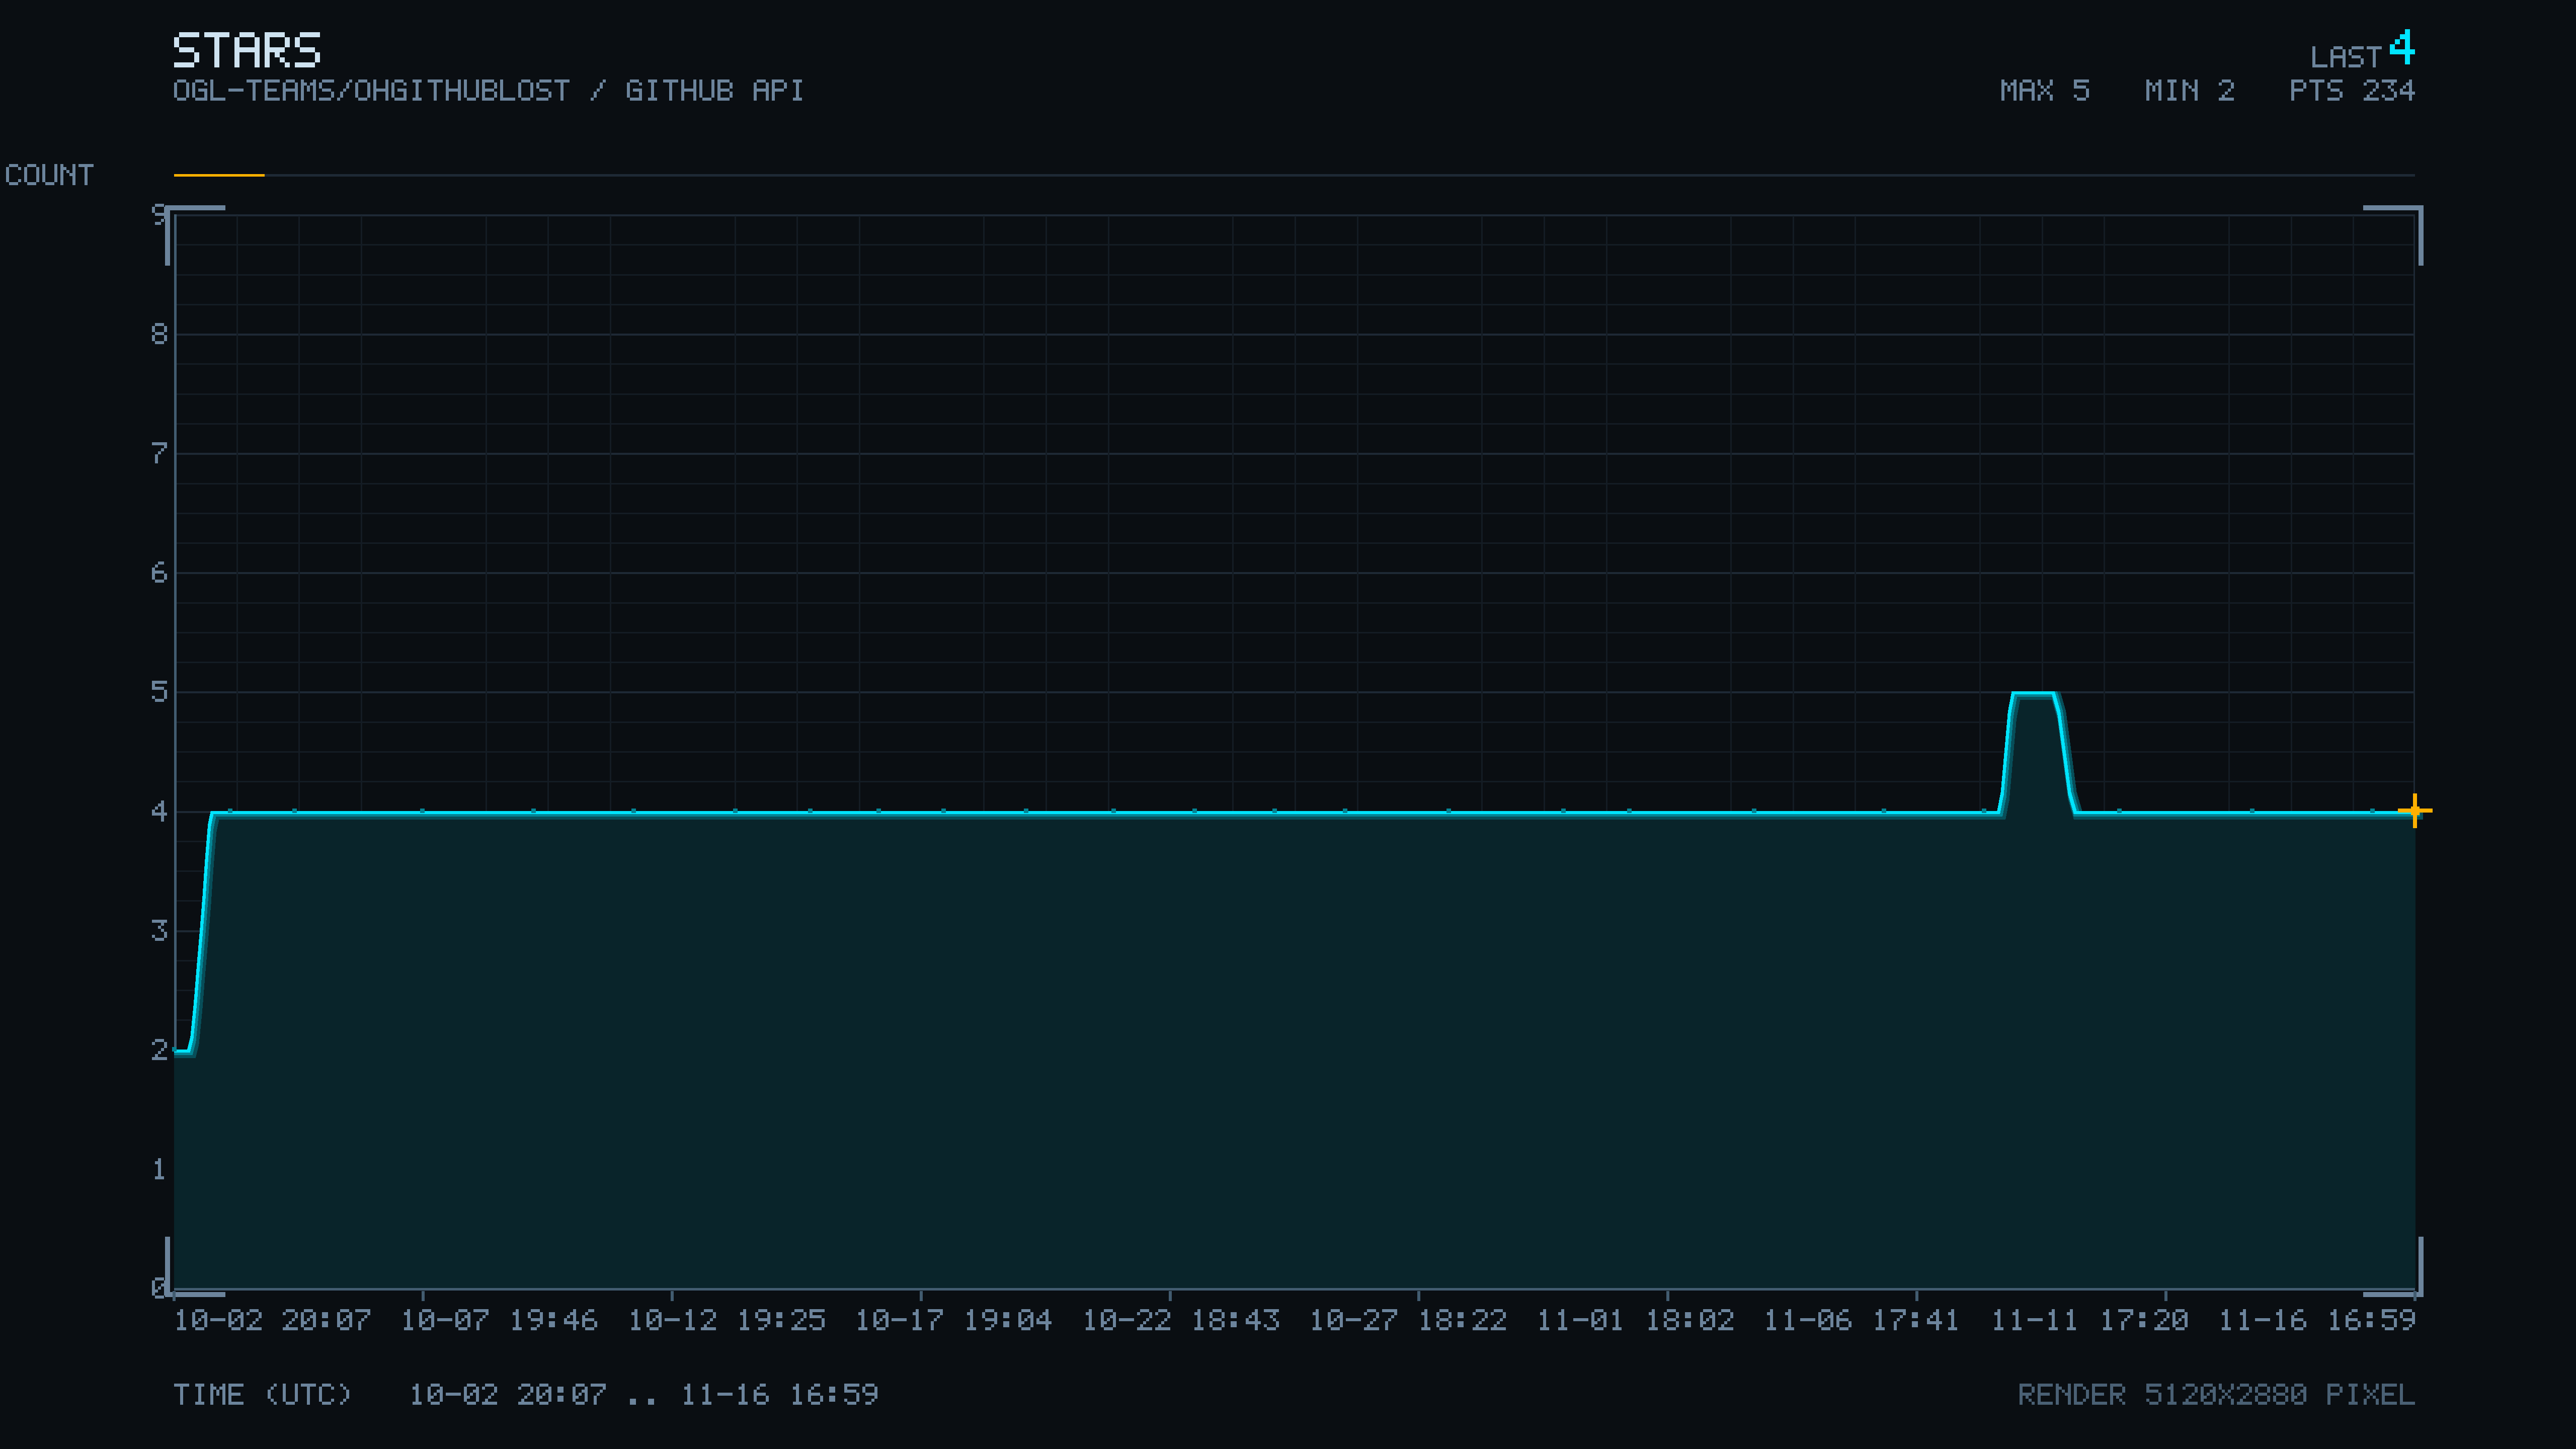 STARS
LAST 4
OGL-TEAMS/OHGITHUBLOST / GITHUB API
MAX 5 MIN 2 PTS 234
COUNT
9
8
7
6
5
4
3
2
1
0
10-02 20:07 10-07 19:46 10-12 19:25 10-17 19:04 10-22 18:43 10-27 18:22 11-01 18:02 11-06 17:41 11-11 17:20 11-16 16:59
TIME (UTC) 10-02 20:07 .. 11-16 16:59
RENDER 5120X2880 PIXEL